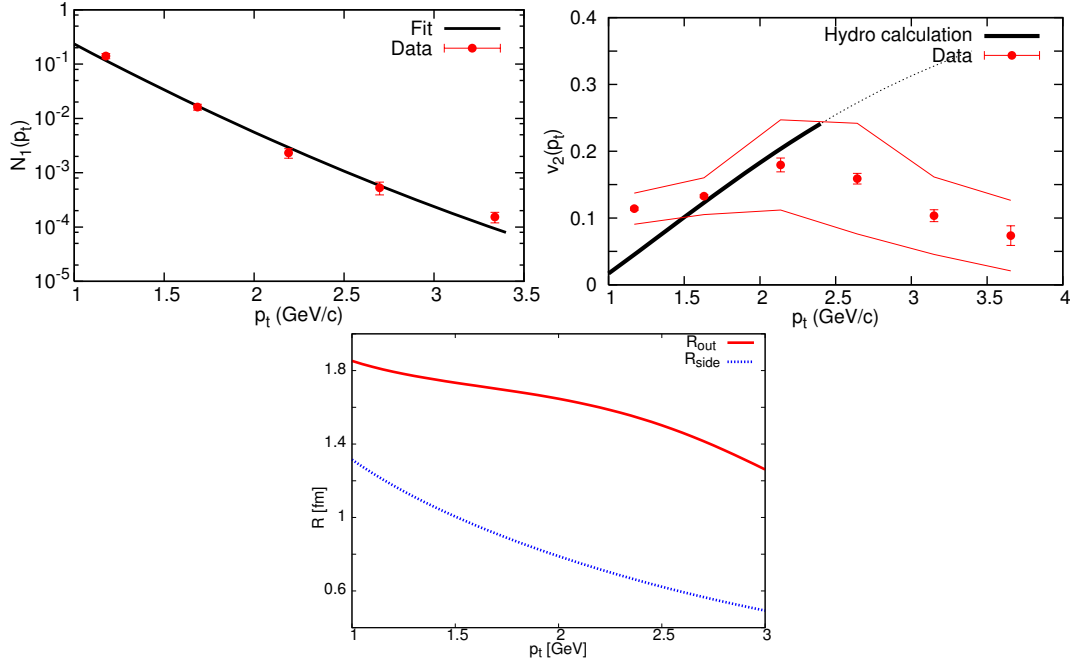 1
10⁻¹
10⁻²
10⁻³
10⁻⁴
10⁻⁵
N₁(pₜ)
Fit
Data
1 1.5 2 2.5 3 3.5
pₜ (GeV/c)
0.4
0.3
0.2
0.1
0
v₂(pₜ)
Hydro calculation
Data
1 1.5 2 2.5 3 3.5 4
pₜ (GeV/c)
1.8
1.4
1
0.6
R [fm]
R_out
R_side
1 1.5 2 2.5 3
pₜ [GeV]